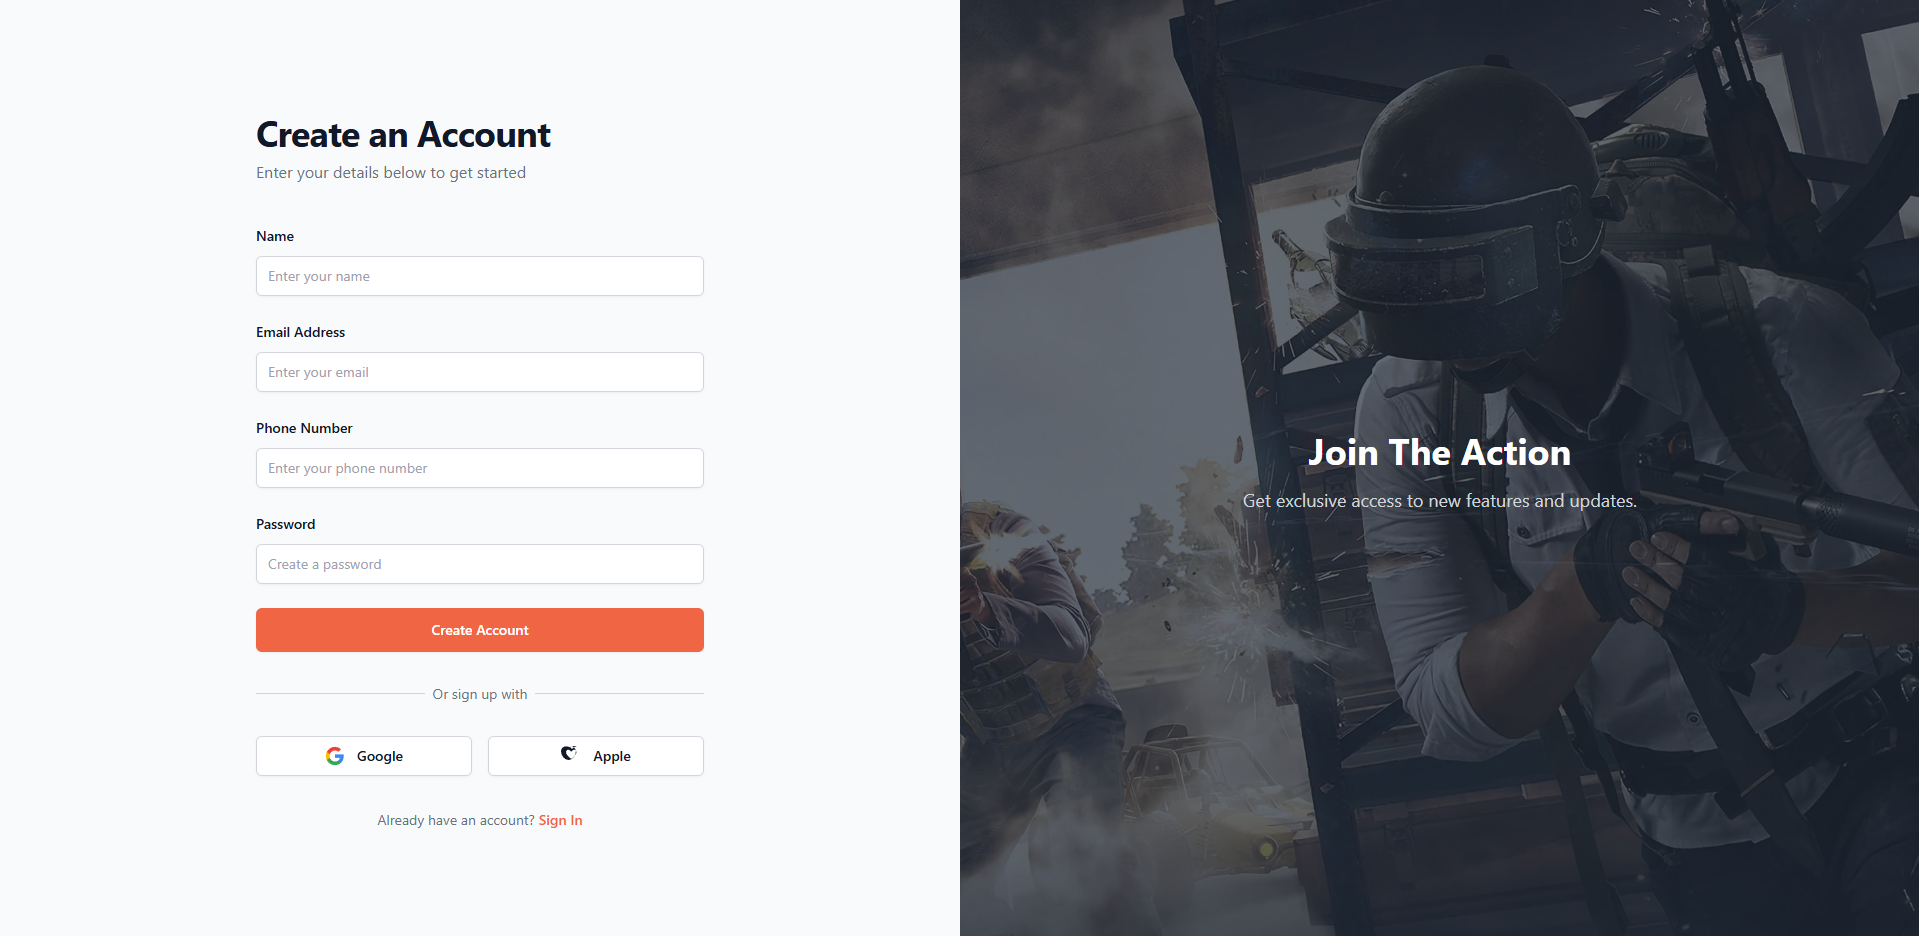 Create an Account
Enter your details below to get started
Name
Enter your name
Email Address
Enter your email
Phone Number
Enter your phone number
Password
Create a password
Create Account
Or sign up with
Google
Apple
Already have an account? Sign In
Join The Action
Get exclusive access to new features and updates.